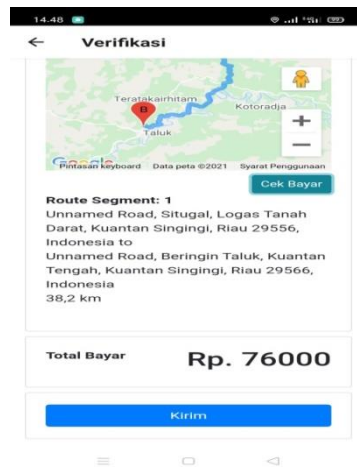 14.48
← Verifikasi
Teratakairhitam
Kotoradja
B
Taluk
Google
Pintasan keyboard Data peta ©2021 Syarat Penggunaan
Cek Bayar
Route Segment: 1
Unnamed Road, Situgal, Logas Tanah
Darat, Kuantan Singingi, Riau 29556,
Indonesia to
Unnamed Road, Beringin Taluk, Kuantan
Tengah, Kuantan Singingi, Riau 29566,
Indonesia
38,2 km
Total Bayar Rp. 76000
Kirim